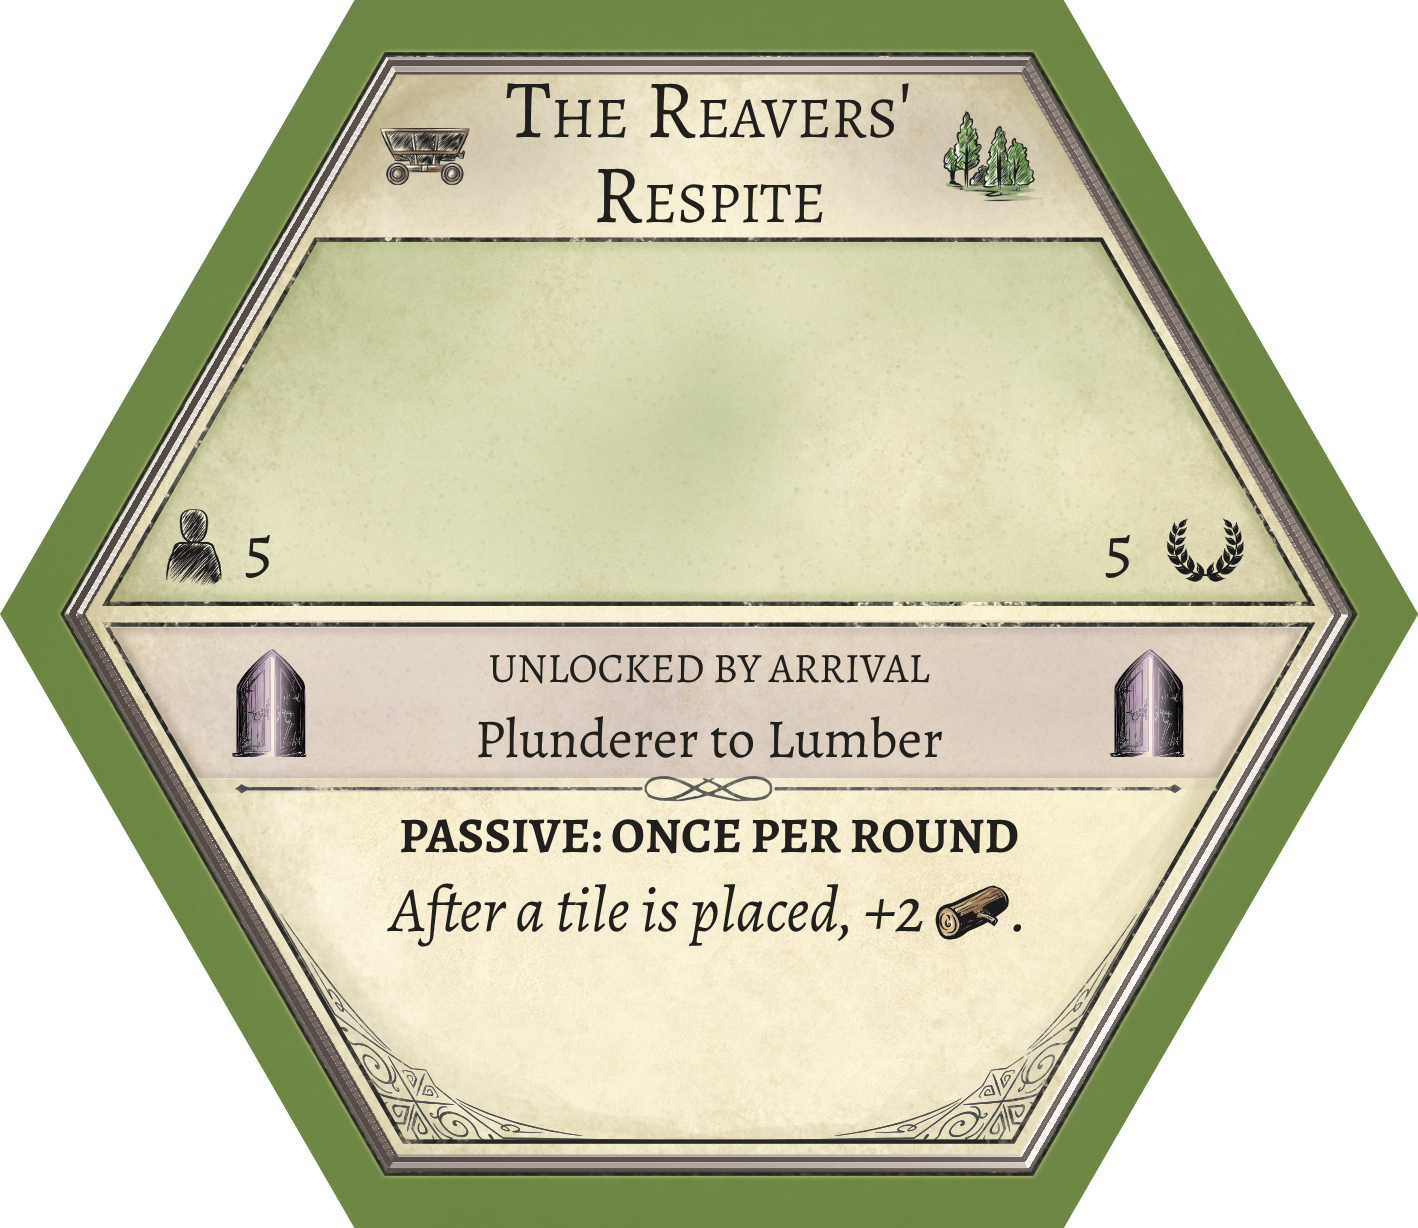 The Reavers'
Respite
5
5
UNLOCKED BY ARRIVAL
Plunderer to Lumber
PASSIVE: ONCE PER ROUND
After a tile is placed, +2 .